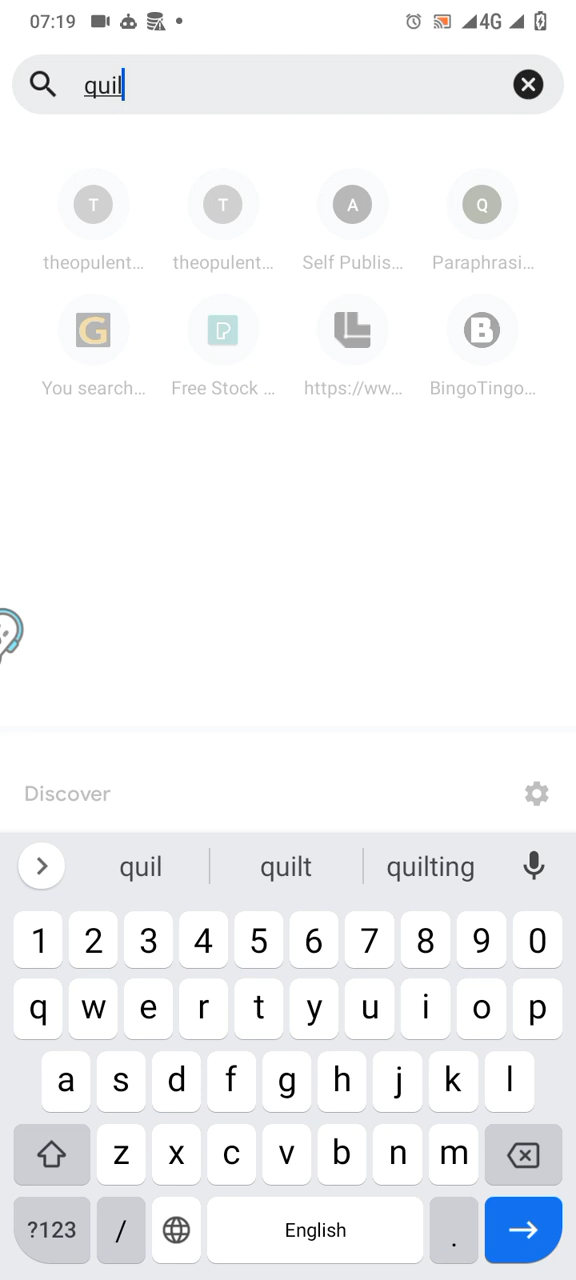 07:19 4G
quil
T T A Q
theopulent... theopulent... Self Publis... Paraphrasi...
G P B
You search... Free Stock ... https://ww... BingoTingo...
Discover
quil quilt quilting
1 2 3 4 5 6 7 8 9 0
q w e r t y u i o p
a s d f g h j k l
z x c v b n m
?123 / English .